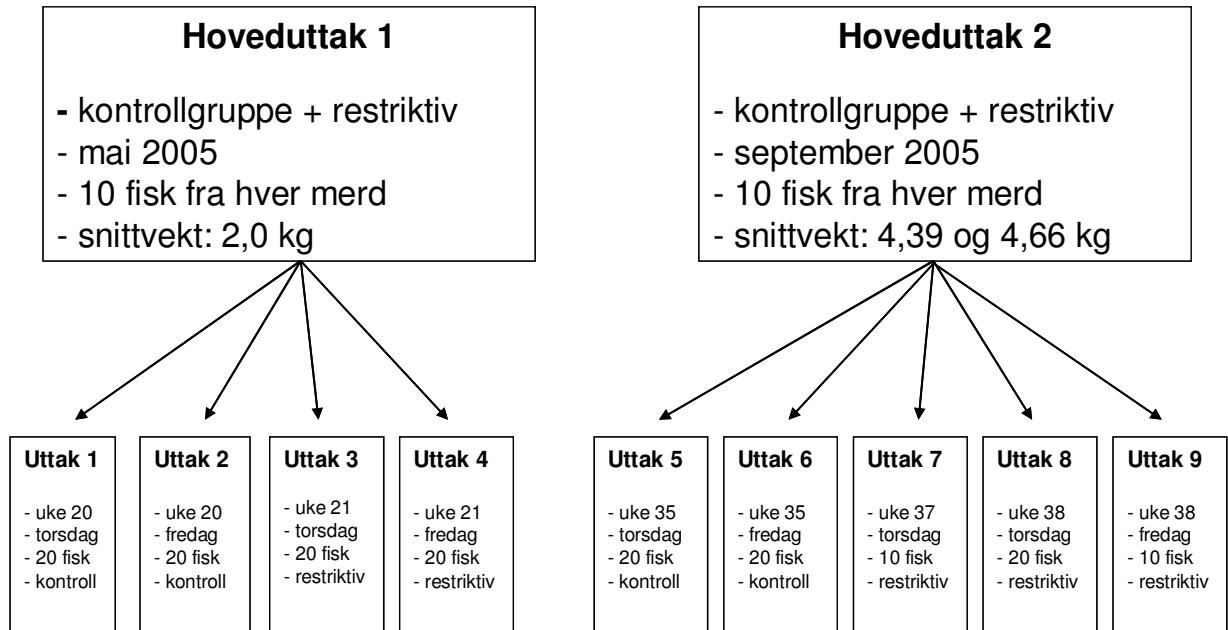 Hoveduttak 1
- kontrollgruppe + restriktiv
- mai 2005
- 10 fisk fra hver merd
- snittvekt: 2,0 kg
Hoveduttak 2
- kontrollgruppe + restriktiv
- september 2005
- 10 fisk fra hver merd
- snittvekt: 4,39 og 4,66 kg
Uttak 1
- uke 20
- torsdag
- 20 fisk
- kontroll
Uttak 2
- uke 20
- fredag
- 20 fisk
- kontroll
Uttak 3
- uke 21
- torsdag
- 20 fisk
- restriktiv
Uttak 4
- uke 21
- fredag
- 20 fisk
- restriktiv
Uttak 5
- uke 35
- torsdag
- 20 fisk
- kontroll
Uttak 6
- uke 35
- fredag
- 20 fisk
- kontroll
Uttak 7
- uke 37
- torsdag
- 10 fisk
- restriktiv
Uttak 8
- uke 38
- torsdag
- 20 fisk
- restriktiv
Uttak 9
- uke 38
- fredag
- 10 fisk
- restriktiv